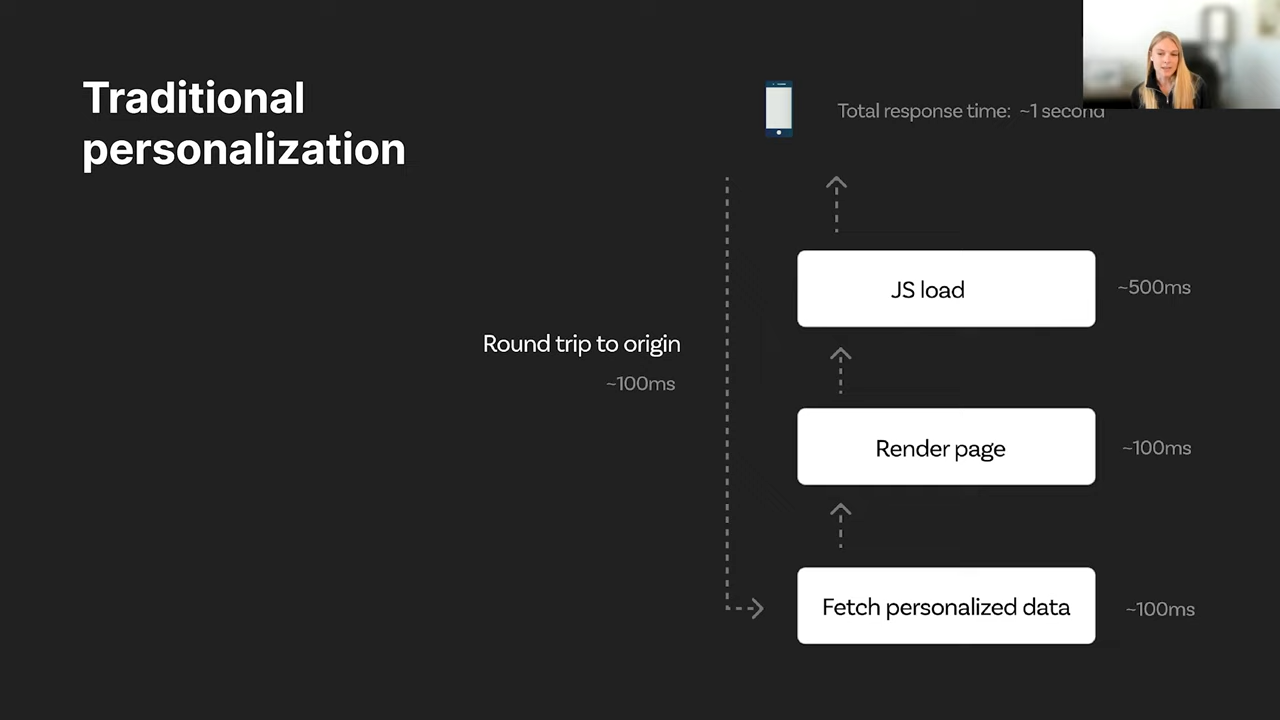 Traditional
personalization
Total response time: ~1 second
JS load
~500ms
Round trip to origin
~100ms
Render page
~100ms
Fetch personalized data
~100ms